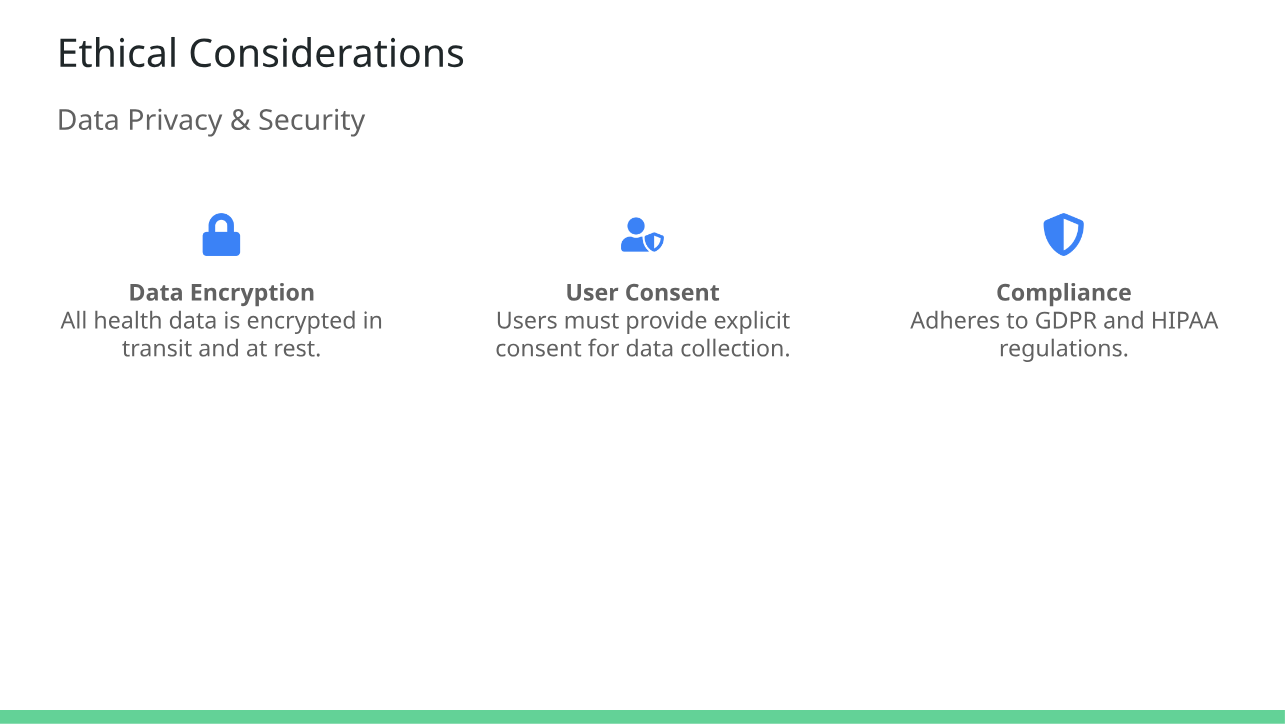 Ethical Considerations
Data Privacy & Security
Data Encryption
All health data is encrypted in
transit and at rest.
User Consent
Users must provide explicit
consent for data collection.
Compliance
Adheres to GDPR and HIPAA
regulations.